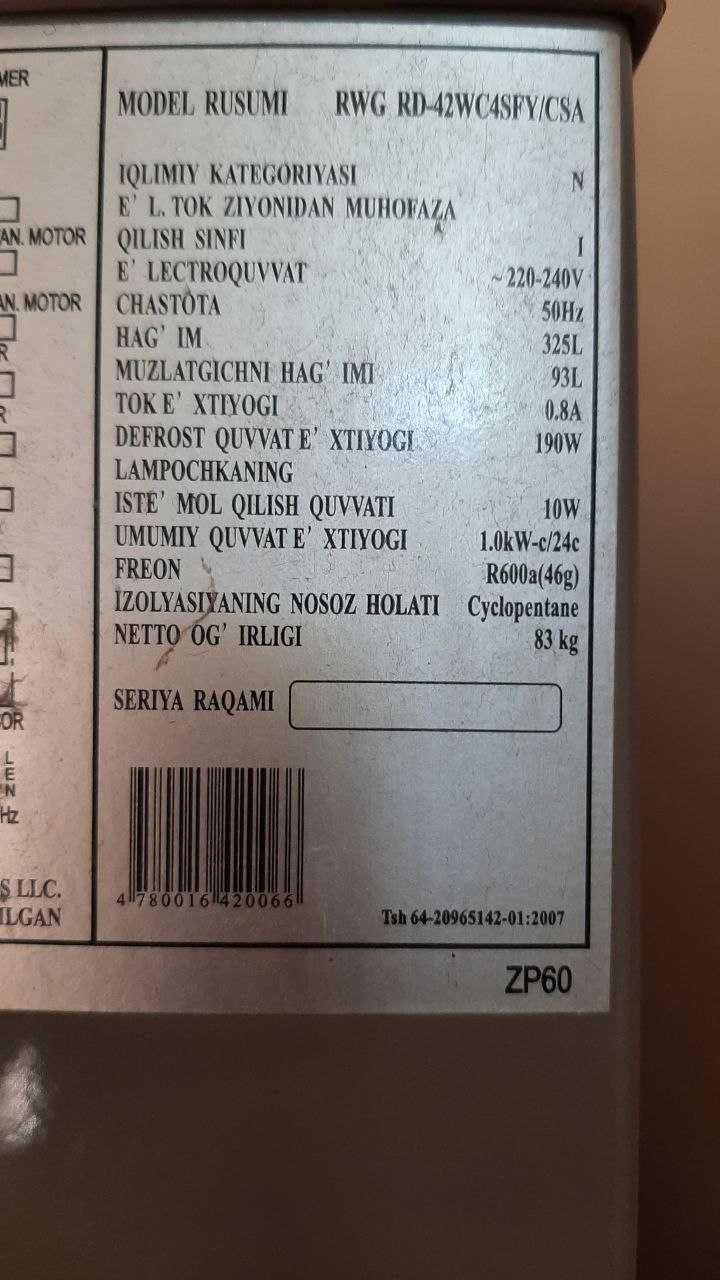 AN. MOTOR
AN. MOTOR
R
R
OR
L
E
N
Hz
S LLC.
ILGAN
MODEL RUSUMI RWG RD-42WC4SFY/CSA
IQLIMIY KATEGORIYASI N
E' L. TOK ZIYONIDAN MUHOFAZA
QILISH SINFI I
E' LECTROQUVVAT ~220-240V
CHASTOTA 50Hz
HAG' IM 325L
MUZLATGICHNI HAG' IMI 93L
TOK E' XTIYOGI 0.8A
DEFROST QUVVAT E' XTIYOGI 190W
LAMPOCHKANING
ISTE' MOL QILISH QUVVATI 10W
UMUMIY QUVVAT E' XTIYOGI 1.0kW-c/24c
FREON R600a(46g)
IZOLYASIYANING NOSOZ HOLATI Cyclopentane
NETTO OG' IRLIGI 83 kg
SERIYA RAQAMI
4 780016 420066
Tsh 64-20965142-01:2007
ZP60